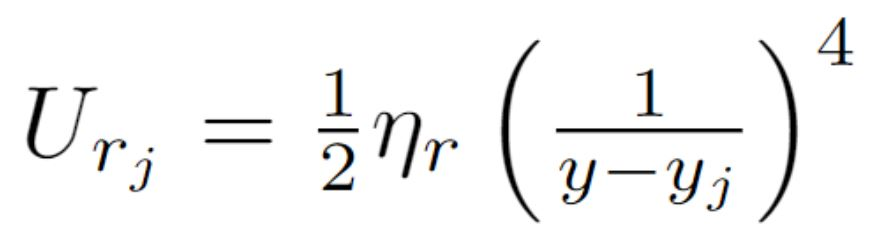 $U_{r_j} = \frac{1}{2}\eta_r \left(\frac{1}{y-y_j}\right)^4$